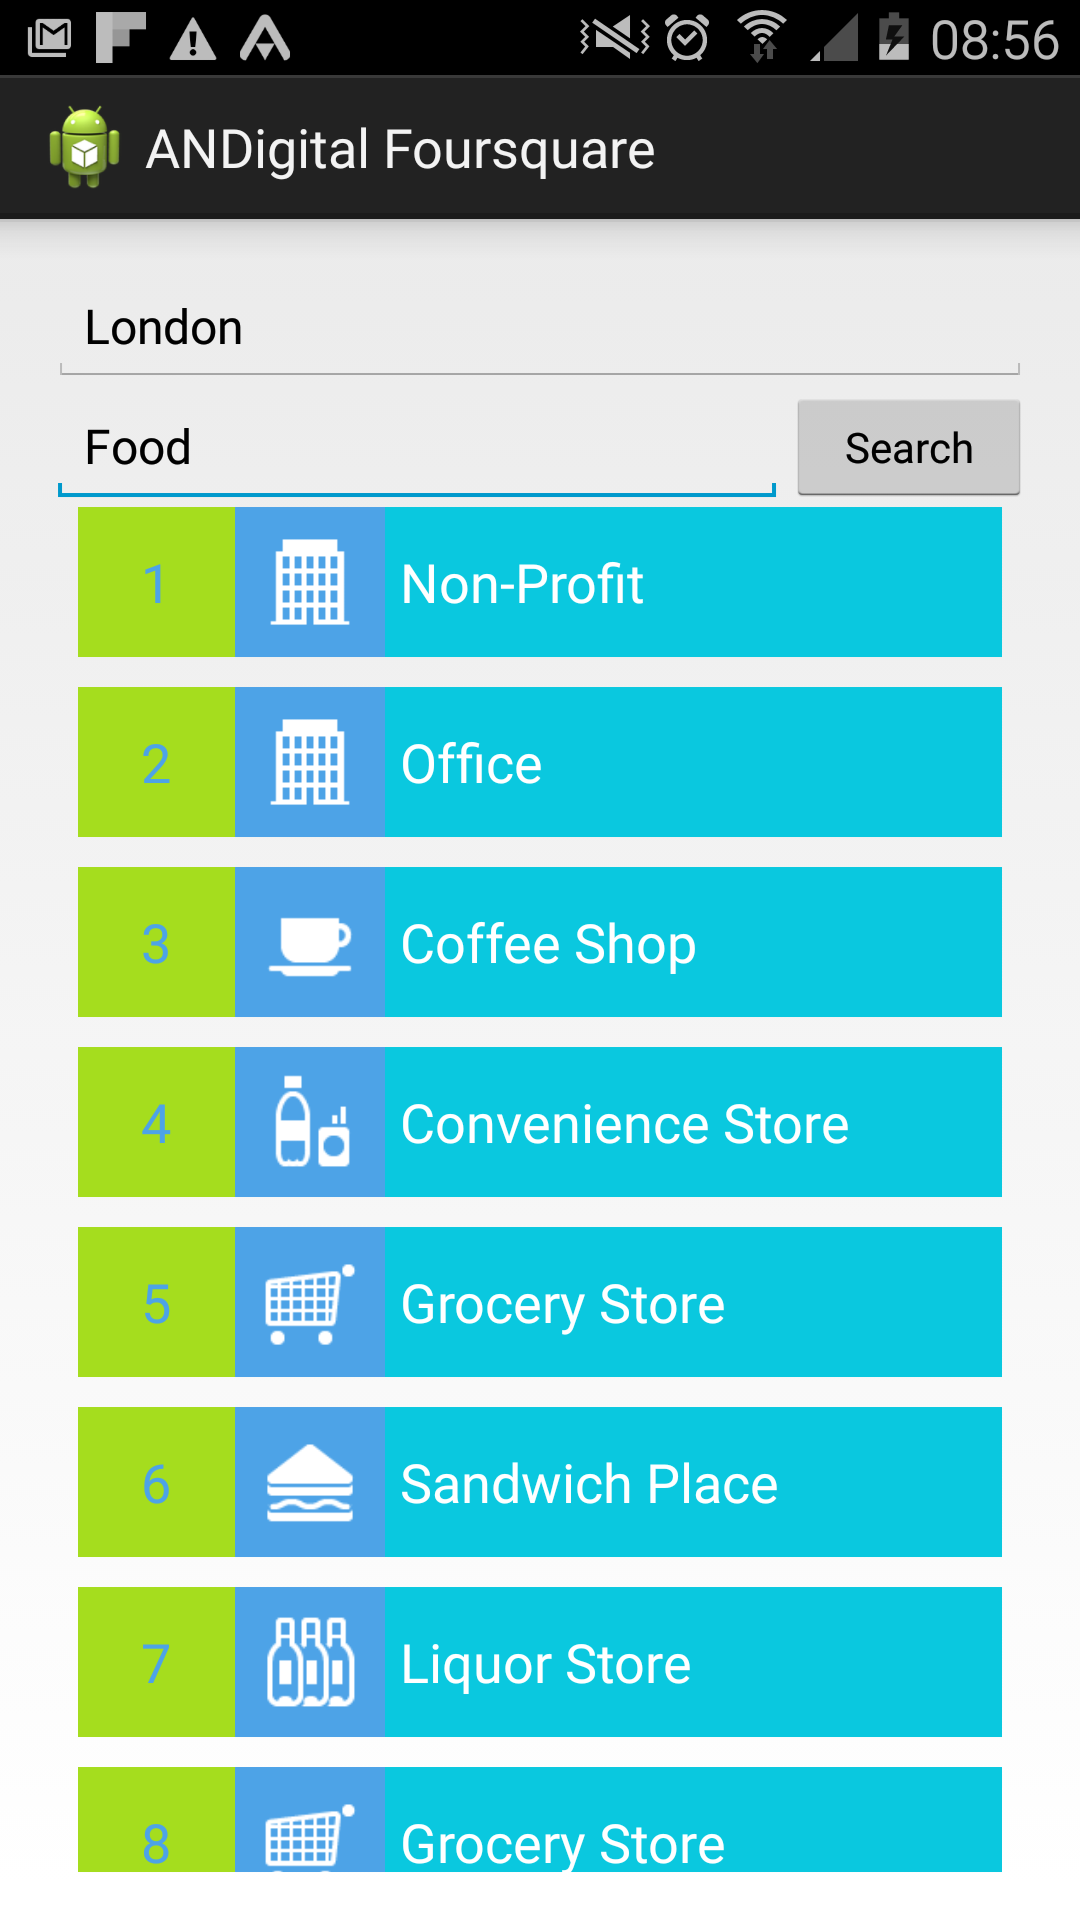 08:56
ANDigital Foursquare
London
Food
Search
1 Non-Profit
2 Office
3 Coffee Shop
4 Convenience Store
5 Grocery Store
6 Sandwich Place
7 Liquor Store
8 Grocery Store